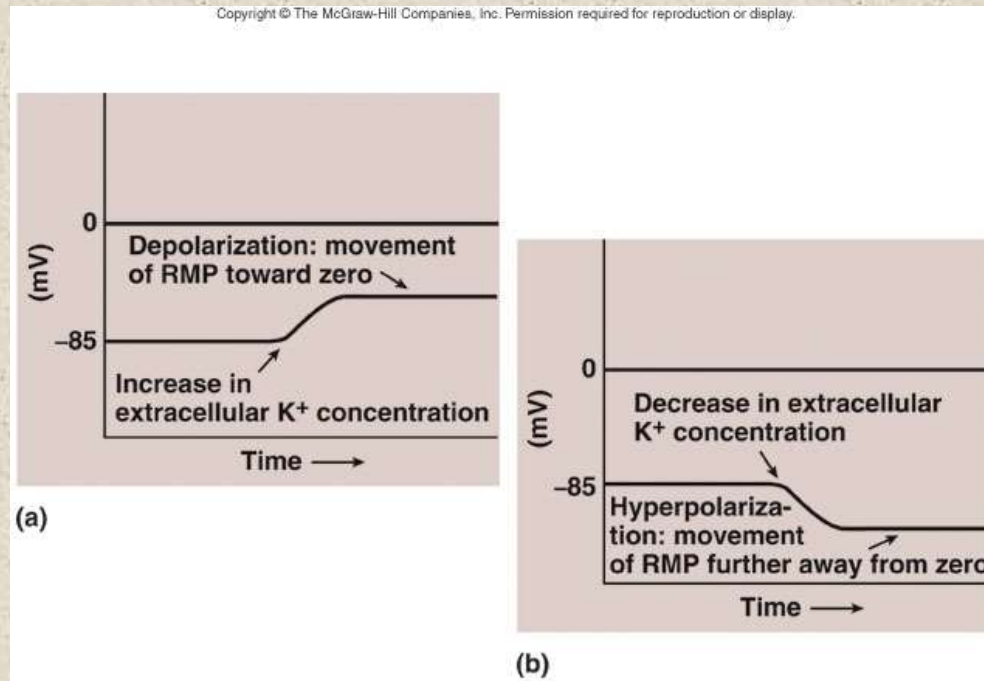 Copyright © The McGraw-Hill Companies, Inc. Permission required for reproduction or display.
0
Depolarization: movement
of RMP toward zero
(mV)
–85
Increase in
extracellular K+ concentration
Time
(a)
0
Decrease in extracellular
K+ concentration
(mV)
–85
Hyperpolariza-
tion: movement
of RMP further away from zero
Time
(b)